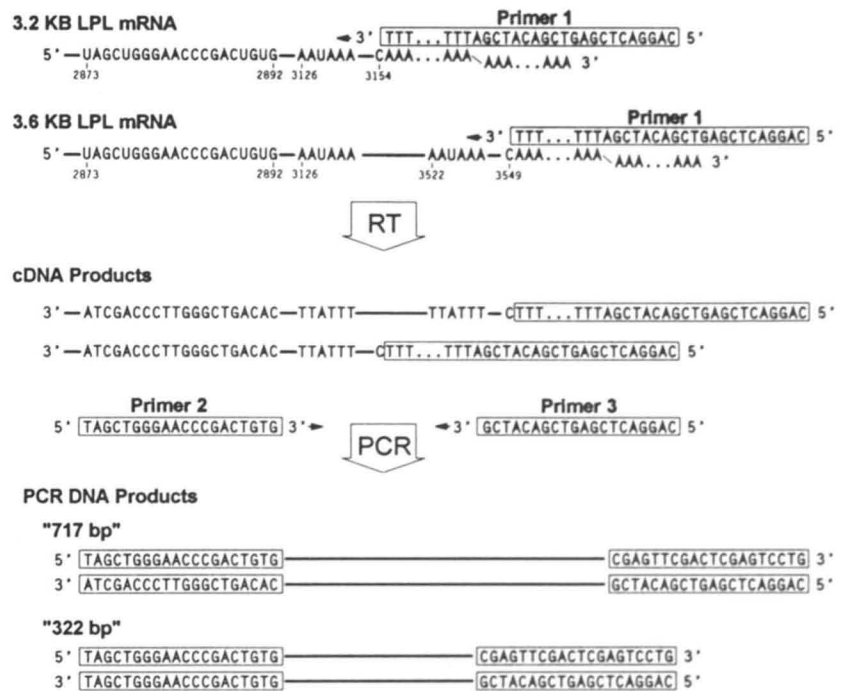 3.2 KB LPL mRNA
Primer 1
3' TTT...TTTAGCTACAGCTGAGCTCAGGAC 5'
5' —UAGCUGGGAACCCGACUGUG—AAUAAA —CAAA...AAA AAA...AAA 3'
2873 2892 3126 3154
3.6 KB LPL mRNA
Primer 1
3' TTT...TTTAGCTACAGCTGAGCTCAGGAC 5'
5' —UAGCUGGGAACCCGACUGUG—AAUAAA——AAUAAA—CAAA...AAA AAA...AAA 3'
2873 2892 3126 3522 3549
RT
cDNA Products
3' —ATCGACCCTTGGGCTGACAC—TTATTT——TTATTT—CTTT...TTTAGCTACAGCTGAGCTCAGGAC 5'
3' —ATCGACCCTTGGGCTGACAC—TTATTT—CTTT...TTTAGCTACAGCTGAGCTCAGGAC 5'
Primer 2 Primer 3
5' TAGCTGGGAACCCGACTGTG 3' 3' GCTACAGCTGAGCTCAGGAC 5'
PCR
PCR DNA Products
"717 bp"
5' TAGCTGGGAACCCGACTGTG CGAGTTCGACTCGAGTCCTG 3'
3' ATCGACCCTTGGGCTGACAC GCTACAGCTGAGCTCAGGAC 5'
"322 bp"
5' TAGCTGGGAACCCGACTGTG CGAGTTCGACTCGAGTCCTG 3'
3' TAGCTGGGAACCCGACTGTG GCTACAGCTGAGCTCAGGAC 5'